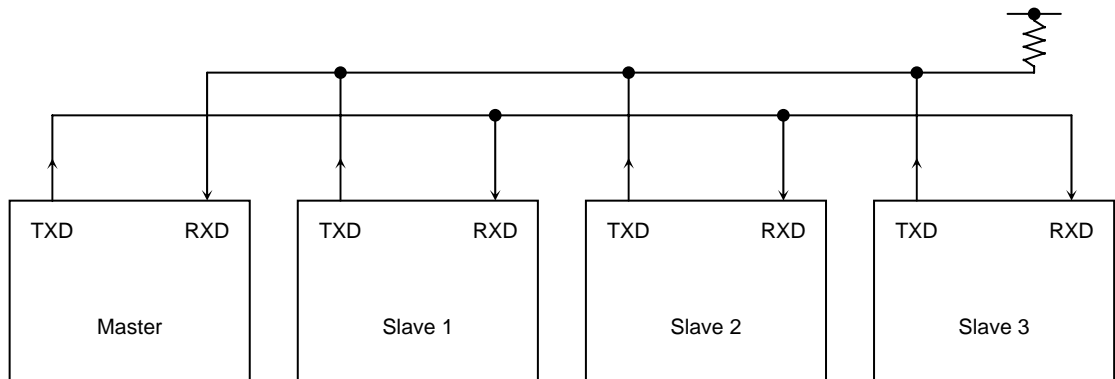 TXD RXD TXD RXD TXD RXD TXD RXD
Master Slave 1 Slave 2 Slave 3